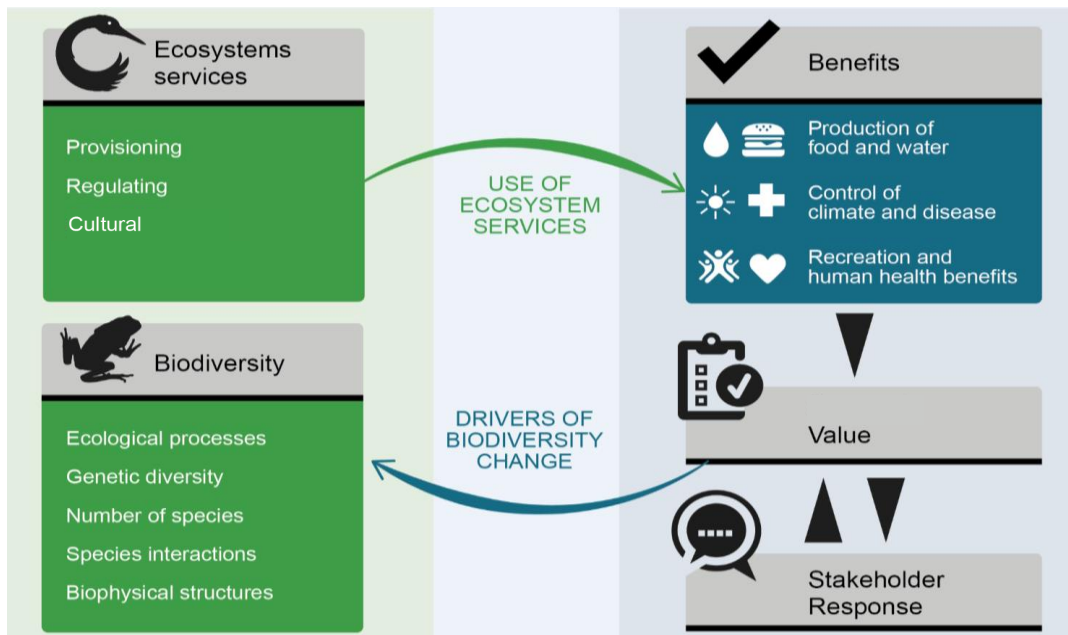 Ecosystems
services
Provisioning
Regulating
Cultural
USE OF
ECOSYSTEM
SERVICES
Benefits
Production of
food and water
Control of
climate and disease
Recreation and
human health benefits
Biodiversity
Ecological processes
Genetic diversity
Number of species
Species interactions
Biophysical structures
DRIVERS OF
BIODIVERSITY
CHANGE
Value
Stakeholder
Response